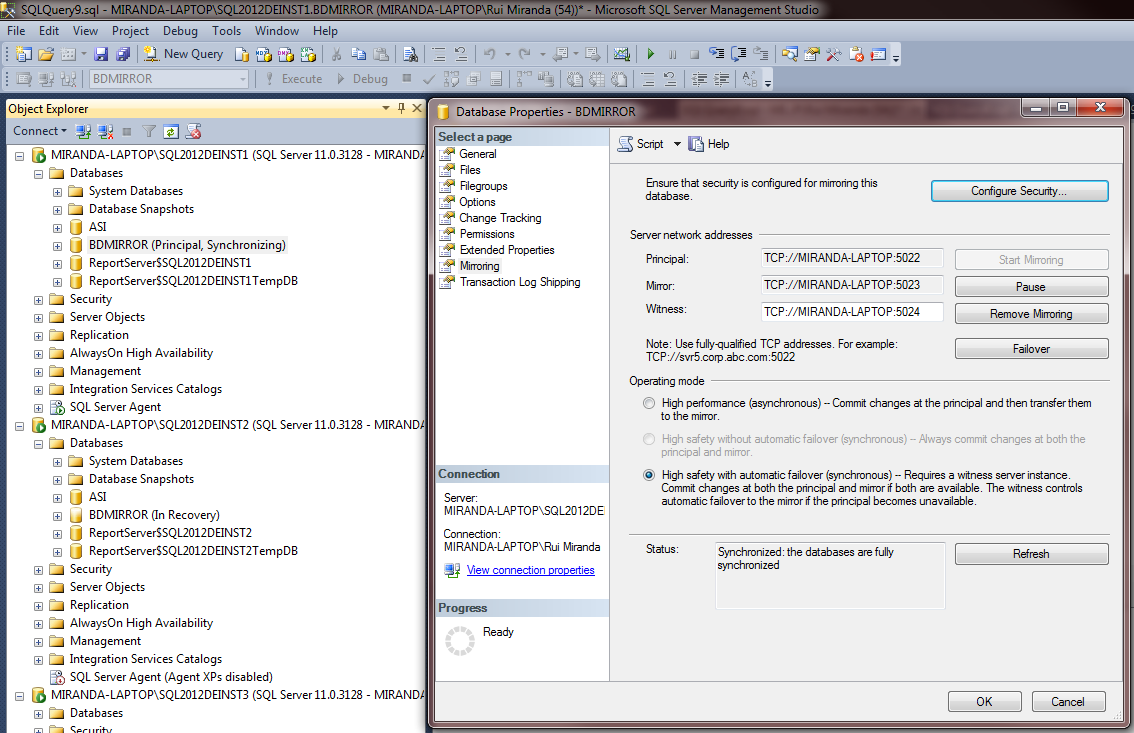 SQLQuery9.sql - MIRANDA-LAPTOP\SQL2012DEINST1.BDMIRROR (MIRANDA-LAPTOP\Rui Miranda (54))* - Microsoft SQL Server Management Studio
File Edit View Project Debug Tools Window Help
New Query
BDMIRROR Execute Debug
Object Explorer
Connect
MIRANDA-LAPTOP\SQL2012DEINST1 (SQL Server 11.0.3128 - MIRANDA
Databases
System Databases
Database Snapshots
ASI
BDMIRROR (Principal, Synchronizing)
ReportServer$SQL2012DEINST1
ReportServer$SQL2012DEINST1TempDB
Security
Server Objects
Replication
AlwaysOn High Availability
Management
Integration Services Catalogs
SQL Server Agent
MIRANDA-LAPTOP\SQL2012DEINST2 (SQL Server 11.0.3128 - MIRANDA
Databases
System Databases
Database Snapshots
ASI
BDMIRROR (In Recovery)
ReportServer$SQL2012DEINST2
ReportServer$SQL2012DEINST2TempDB
Security
Server Objects
Replication
AlwaysOn High Availability
Management
Integration Services Catalogs
SQL Server Agent (Agent XPs disabled)
MIRANDA-LAPTOP\SQL2012DEINST3 (SQL Server 11.0.3128 - MIRANDA
Databases
Security
Database Properties - BDMIRROR
Select a page
General
Files
Filegroups
Options
Change Tracking
Permissions
Extended Properties
Mirroring
Transaction Log Shipping
Connection
Server:
MIRANDA-LAPTOP\SQL2012DEI
Connection:
MIRANDA-LAPTOP\Rui Miranda
View connection properties
Progress
Ready
Script Help
Ensure that security is configured for mirroring this
database.
Configure Security...
Server network addresses
Principal: TCP://MIRANDA-LAPTOP:5022 Start Mirroring
Mirror: TCP://MIRANDA-LAPTOP:5023 Pause
Witness: TCP://MIRANDA-LAPTOP:5024 Remove Mirroring
Note: Use fully-qualified TCP addresses. For example:
TCP://svr5.corp.abc.com:5022
Failover
Operating mode
High performance (asynchronous) -- Commit changes at the principal and then transfer them
to the mirror.
High safety without automatic failover (synchronous) -- Always commit changes at both the
principal and mirror.
High safety with automatic failover (synchronous) -- Requires a witness server instance.
Commit changes at both the principal and mirror if both are available. The witness controls
automatic failover to the mirror if the principal becomes unavailable.
Status: Synchronized: the databases are fully
synchronized
Refresh
OK Cancel